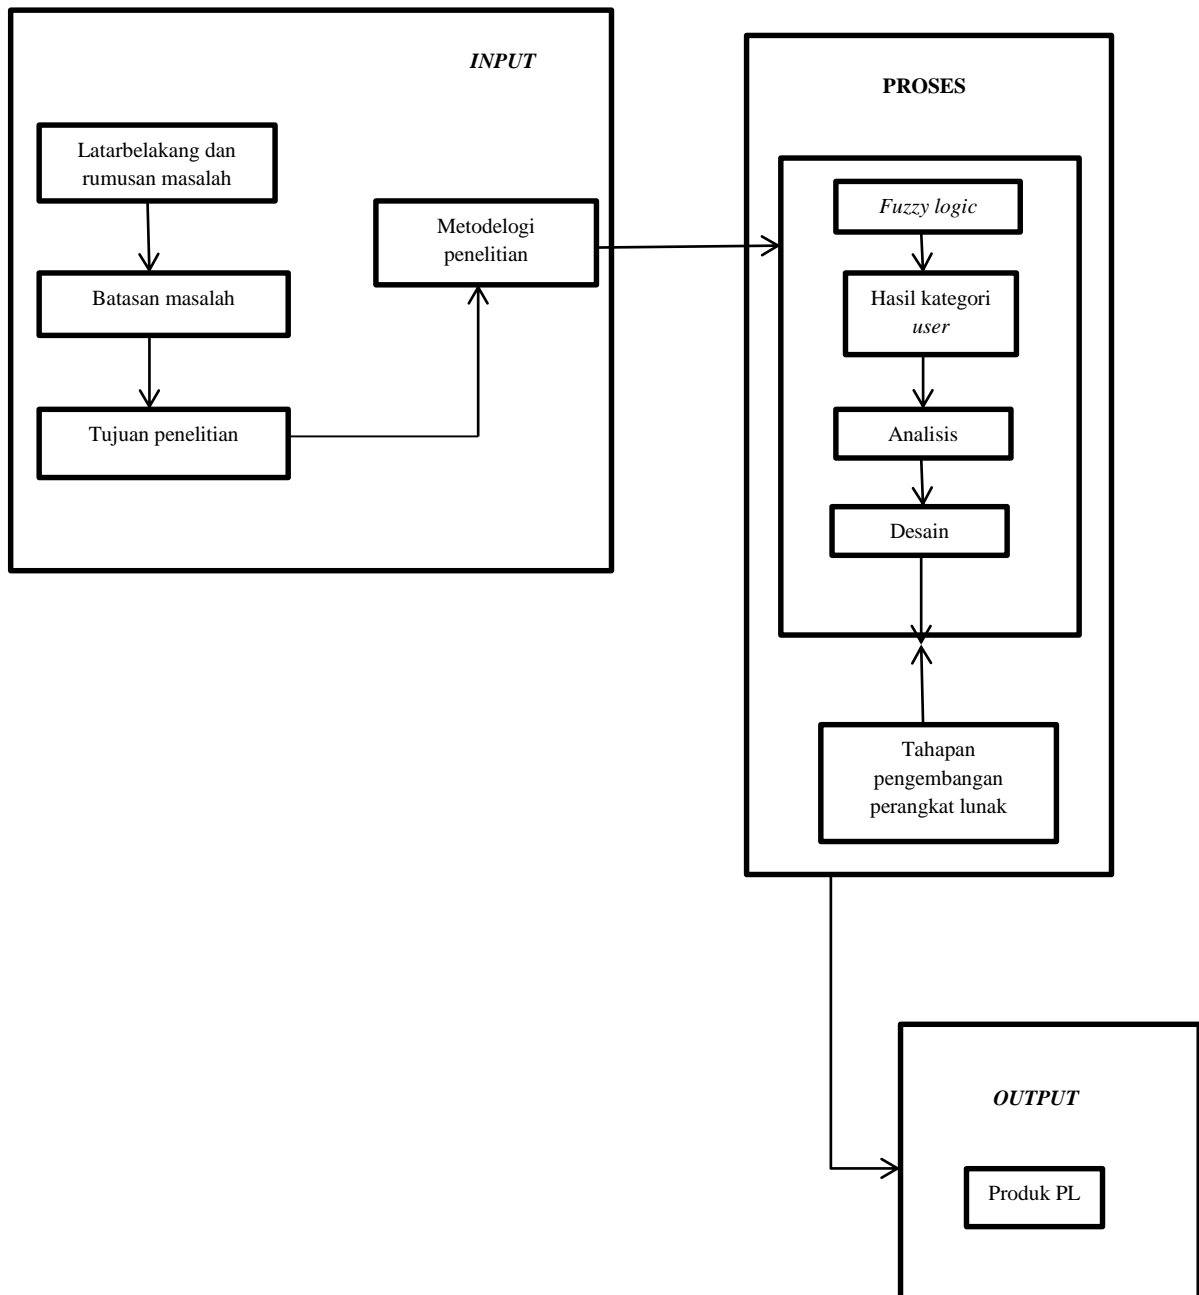 INPUT
Latarbelakang dan
rumusan masalah
Batasan masalah
Tujuan penelitian
Metodelogi
penelitian
PROSES
Fuzzy logic
Hasil kategori
user
Analisis
Desain
Tahapan
pengembangan
perangkat lunak
OUTPUT
Produk PL